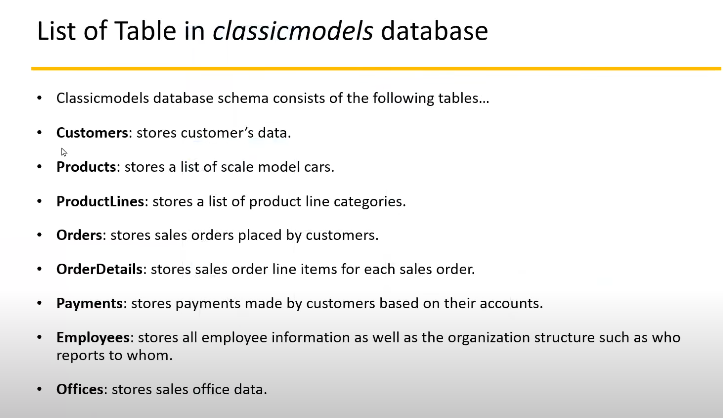 List of Table in classicmodels database
• Classicmodels database schema consists of the following tables…
• Customers: stores customer's data.
• Products: stores a list of scale model cars.
• ProductLines: stores a list of product line categories.
• Orders: stores sales orders placed by customers.
• OrderDetails: stores sales order line items for each sales order.
• Payments: stores payments made by customers based on their accounts.
• Employees: stores all employee information as well as the organization structure such as who
reports to whom.
• Offices: stores sales office data.